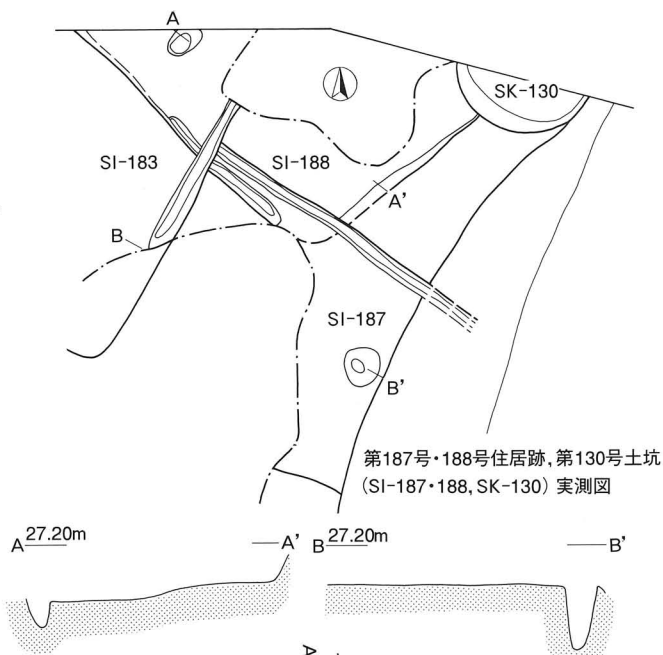 A
SK-130
SI-183
SI-188
A'
B
SI-187
B'
第187号・188号住居跡,第130号土坑
(SI-187・188, SK-130) 実測図
A 27.20m A' B 27.20m B'
A